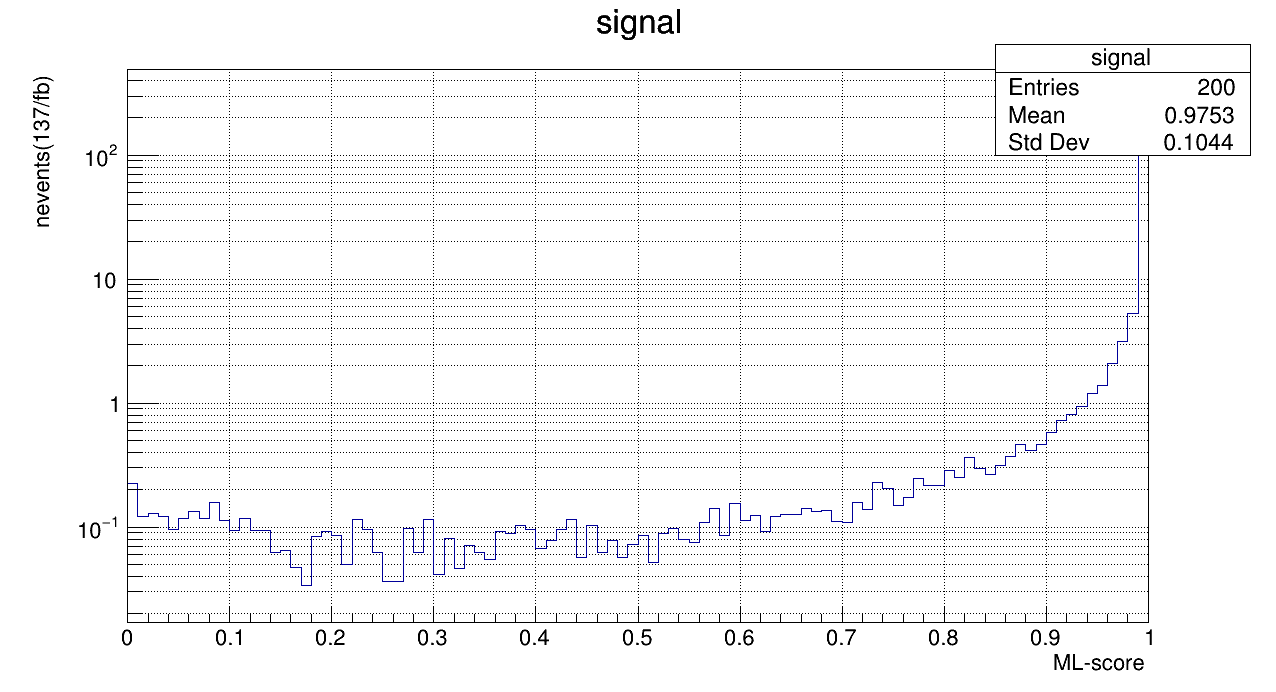 signal
signal
Entries 200
Mean 0.9753
Std Dev 0.1044
nevents(137/fb)
10²
10
1
10⁻¹
0 0.1 0.2 0.3 0.4 0.5 0.6 0.7 0.8 0.9 1
ML-score